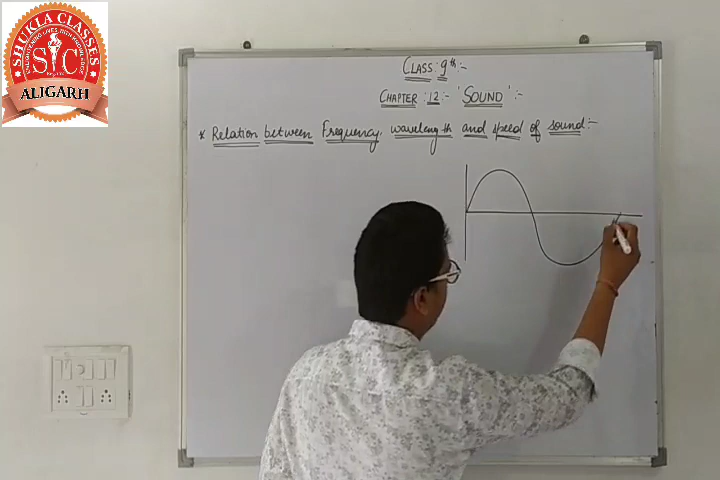 SHUKLA CLASSES
SC
ALIGARH
CLASS: 9th:-
CHAPTER: 12:- 'SOUND':-
* Relation between Frequency, wavelength and speed of sound:-